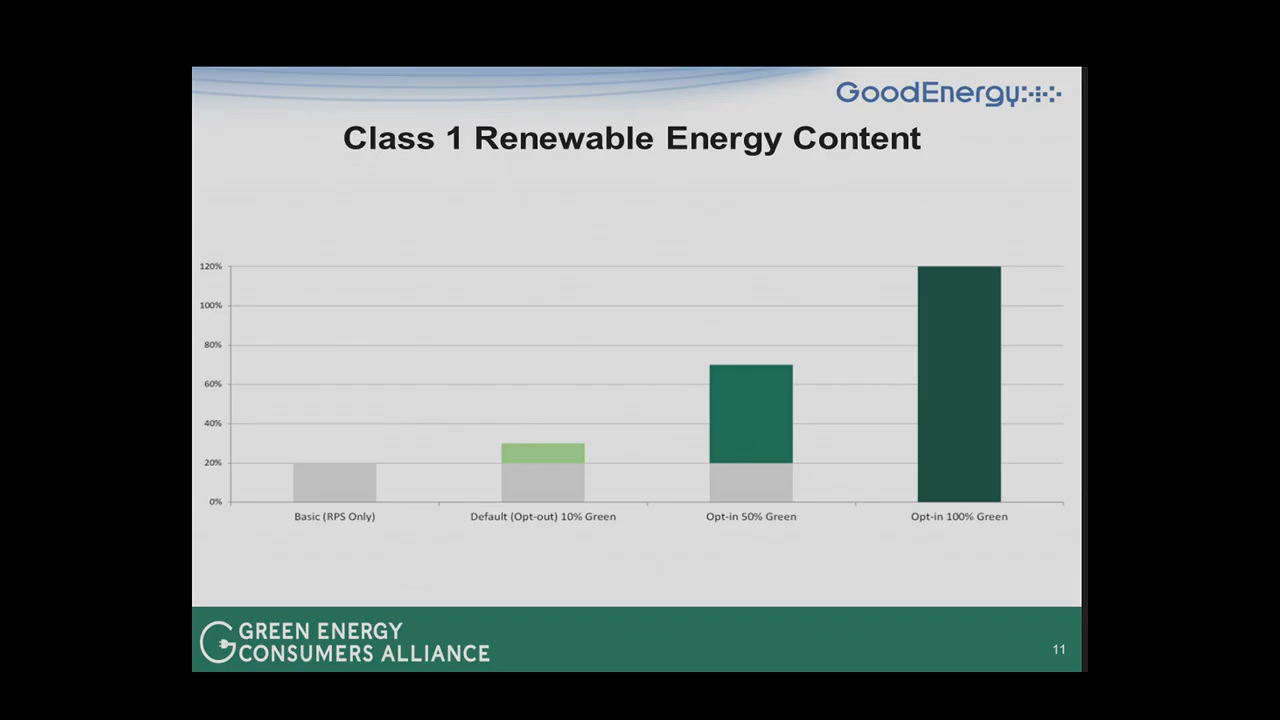 GoodEnergy
Class 1 Renewable Energy Content
120%
100%
80%
60%
40%
20%
0%
Basic (RPS Only)
Default (Opt-out) 10% Green
Opt-in 50% Green
Opt-in 100% Green
GREEN ENERGY
CONSUMERS ALLIANCE
11